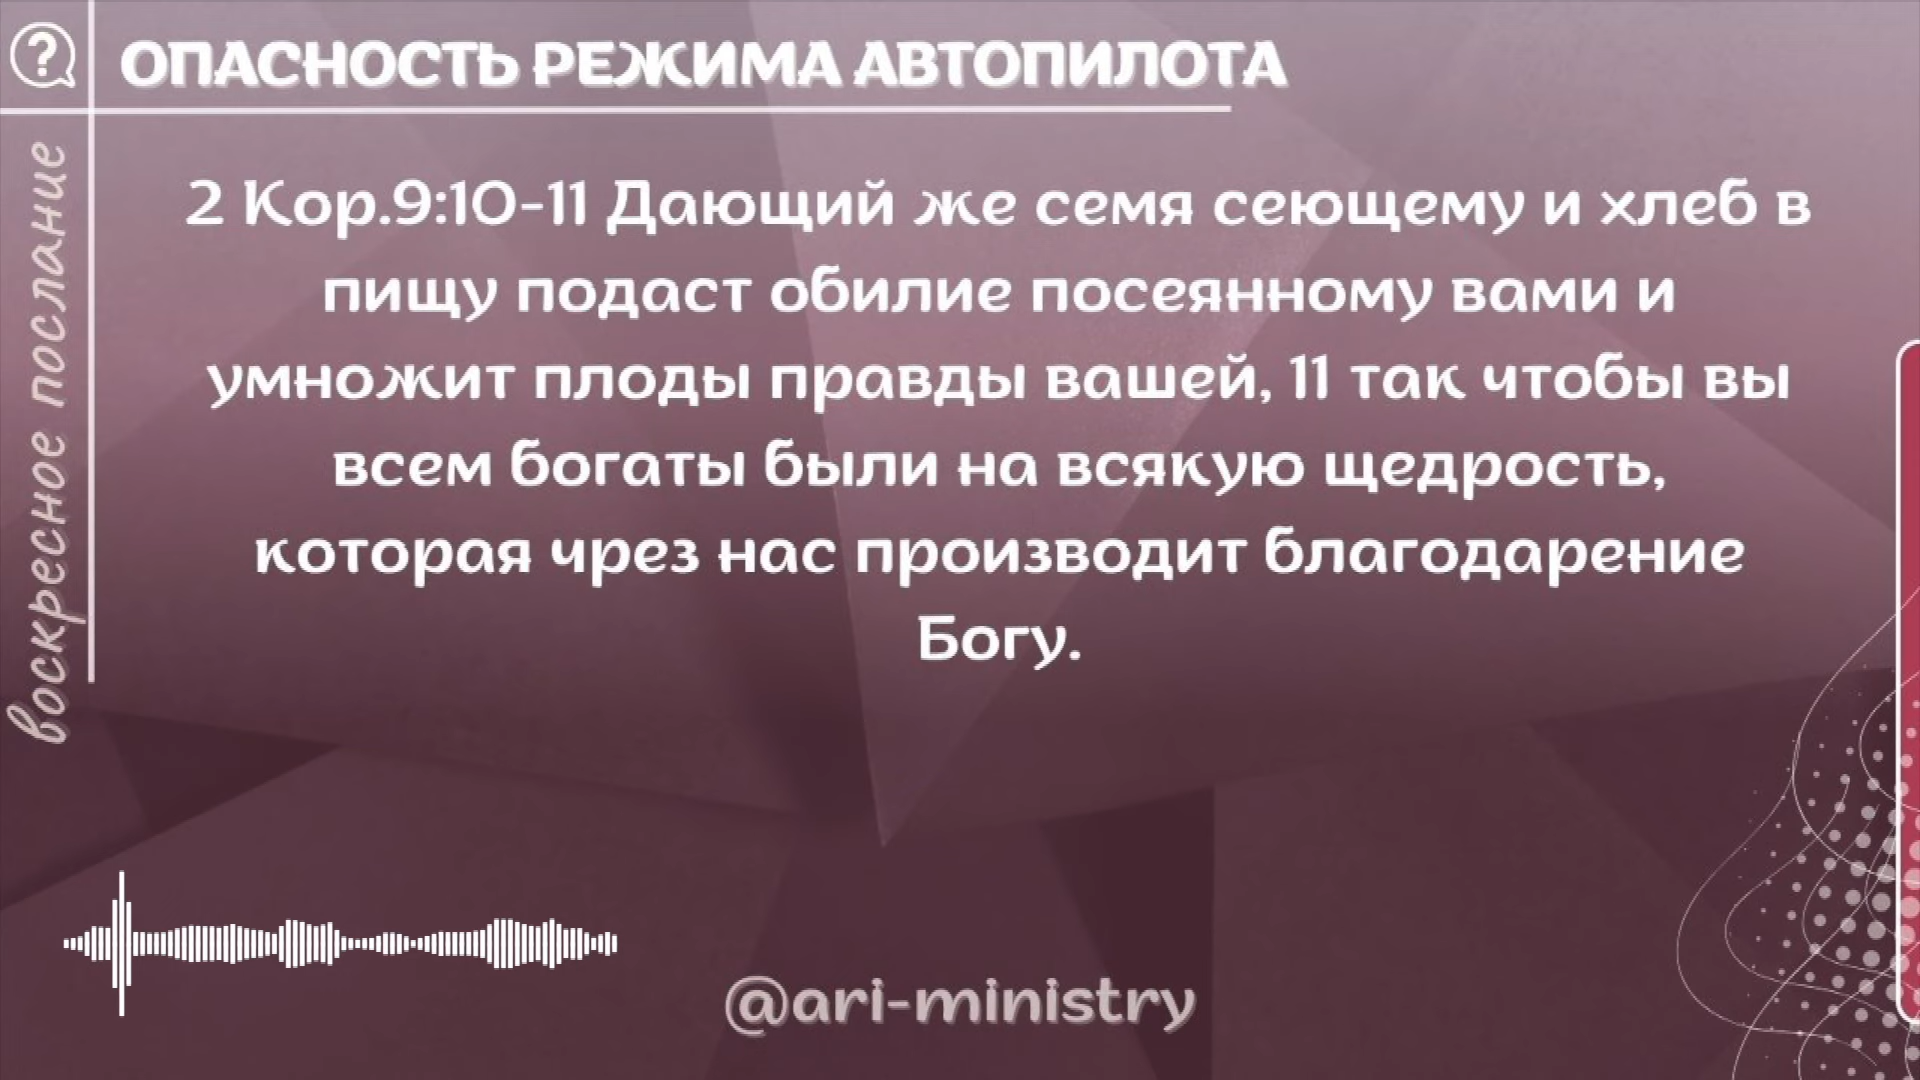 ОПАСНОСТЬ РЕЖИМА АВТОПИЛОТА
воскресное послание
2 Кор.9:10-11 Дающий же семя сеющему и хлеб в
пищу подаст обилие посеянному вами и
умножит плоды правды вашей, 11 так чтобы вы
всем богаты были на всякую щедрость,
которая чрез нас производит благодарение
Богу.
@ari-ministry